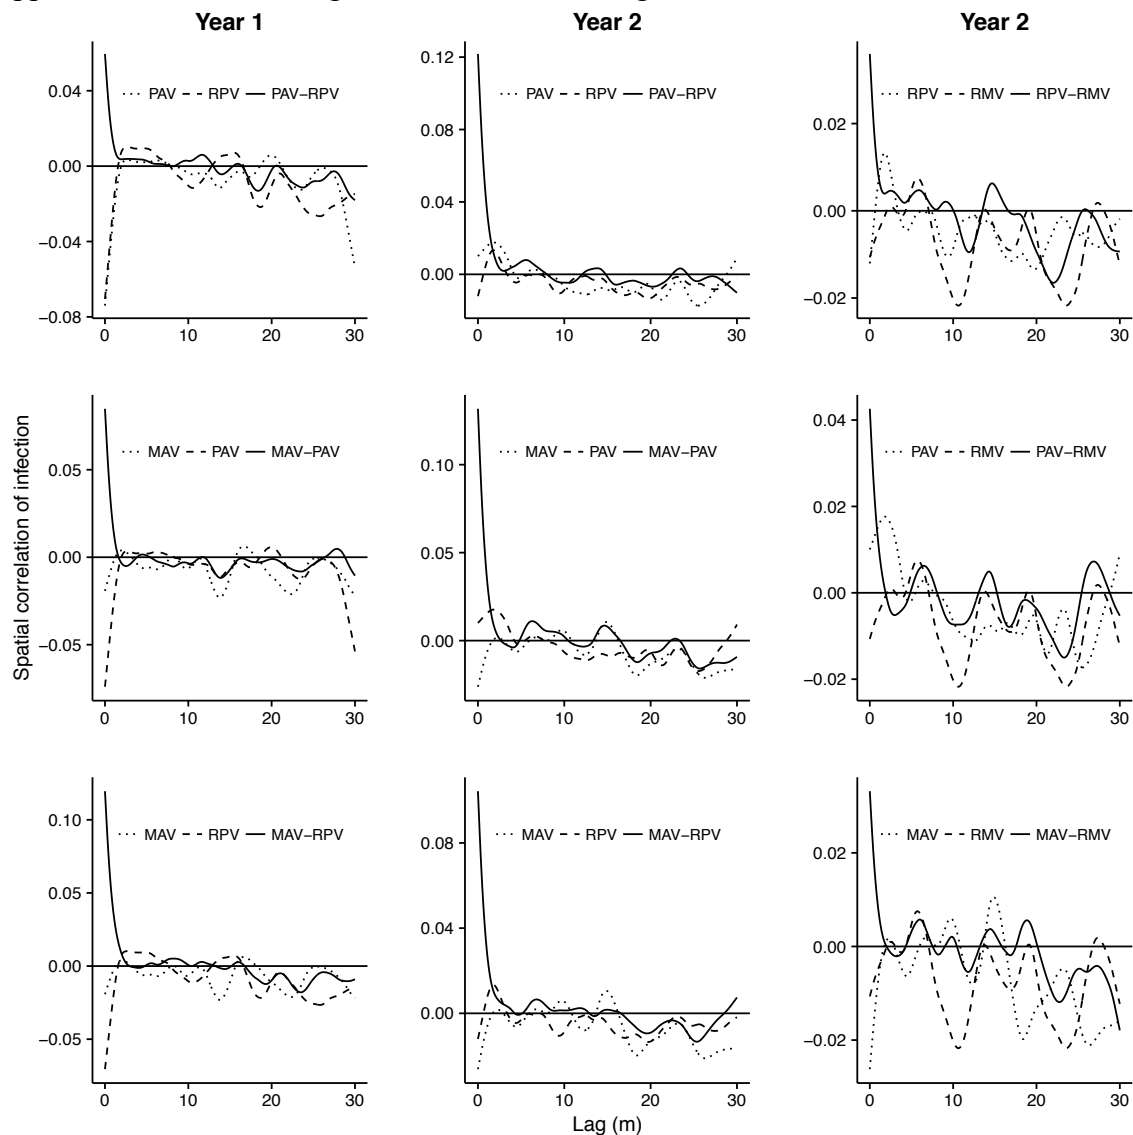 Year 1
Year 2
Year 2
PAV RPV PAV−RPV
0.04
0.00
−0.04
−0.08
0 10 20 30
PAV RPV PAV−RPV
0.12
0.08
0.04
0.00
0 10 20 30
RPV RMV RPV−RMV
0.02
0.00
−0.02
0 10 20 30
Spatial correlation of infection
MAV PAV MAV−PAV
0.05
0.00
−0.05
0 10 20 30
MAV PAV MAV−PAV
0.10
0.05
0.00
0 10 20 30
PAV RMV PAV−RMV
0.04
0.02
0.00
−0.02
0 10 20 30
MAV RPV MAV−RPV
0.10
0.05
0.00
−0.05
0 10 20 30
MAV RPV MAV−RPV
0.08
0.04
0.00
0 10 20 30
MAV RMV MAV−RMV
0.02
0.00
−0.02
0 10 20 30
Lag (m)